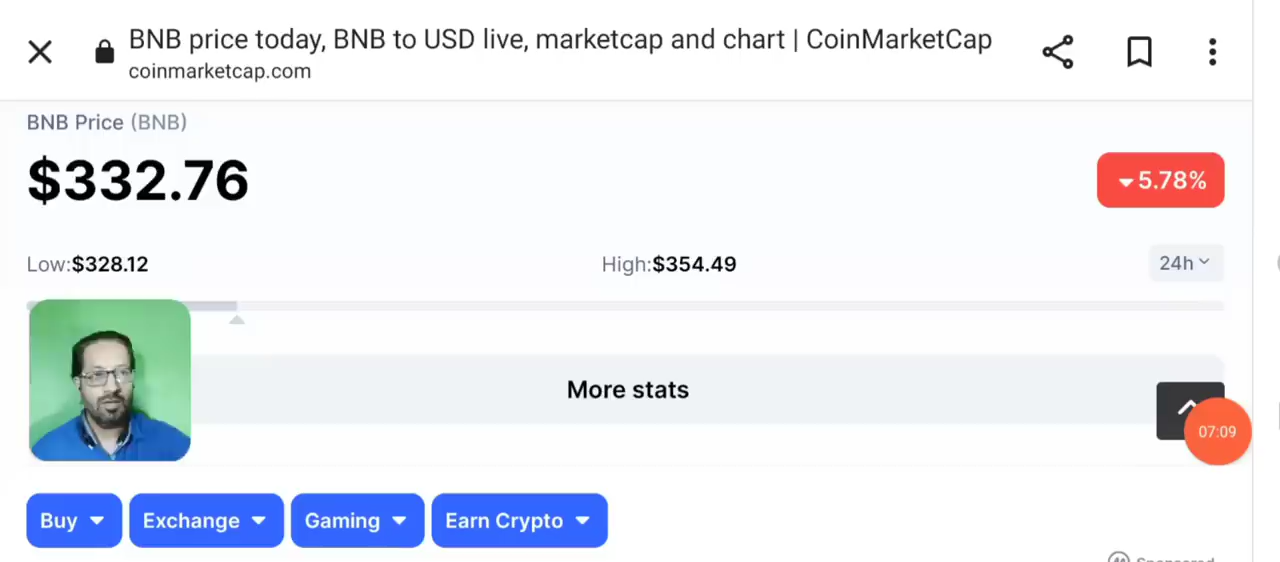 BNB price today, BNB to USD live, marketcap and chart | CoinMarketCap
coinmarketcap.com
BNB Price (BNB)
$332.76
5.78%
Low:$328.12
High:$354.49
24h
More stats
07:09
Buy
Exchange
Gaming
Earn Crypto
Sponsored